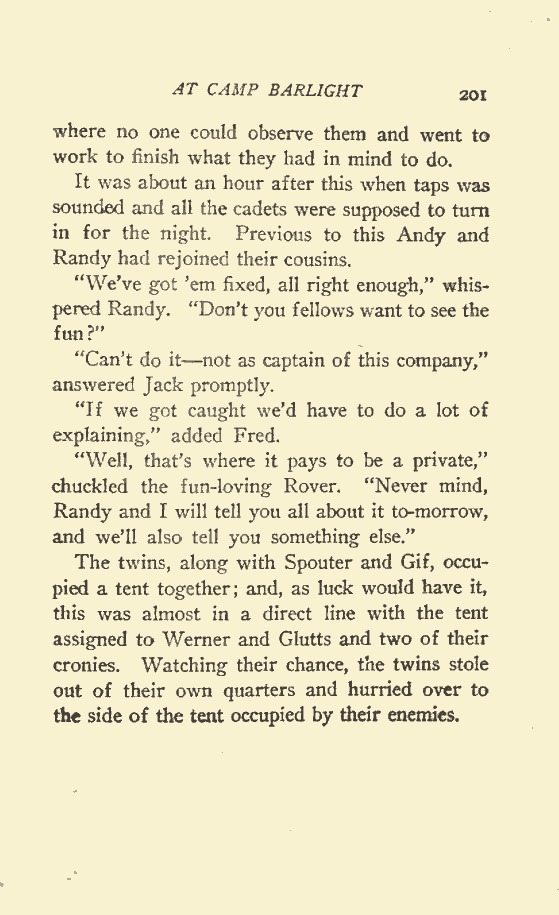 AT CAMP BARLIGHT 201
where no one could observe them and went to
work to finish what they had in mind to do.
It was about an hour after this when taps was
sounded and all the cadets were supposed to turn
in for the night. Previous to this Andy and
Randy had rejoined their cousins.
“We’ve got ’em fixed, all right enough,” whis-
pered Randy. “Don’t you fellows want to see the
fun?”
“Can’t do it—not as captain of this company,”
answered Jack promptly.
“If we got caught we’d have to do a lot of
explaining,” added Fred.
“Well, that’s where it pays to be a private,”
chuckled the fun-loving Rover. “Never mind,
Randy and I will tell you all about it to-morrow,
and we’ll also tell you something else.”
The twins, along with Spouter and Gif, occu-
pied a tent together; and, as luck would have it,
this was almost in a direct line with the tent
assigned to Werner and Glutts and two of their
cronies. Watching their chance, the twins stole
out of their own quarters and hurried over to
the side of the tent occupied by their enemies.